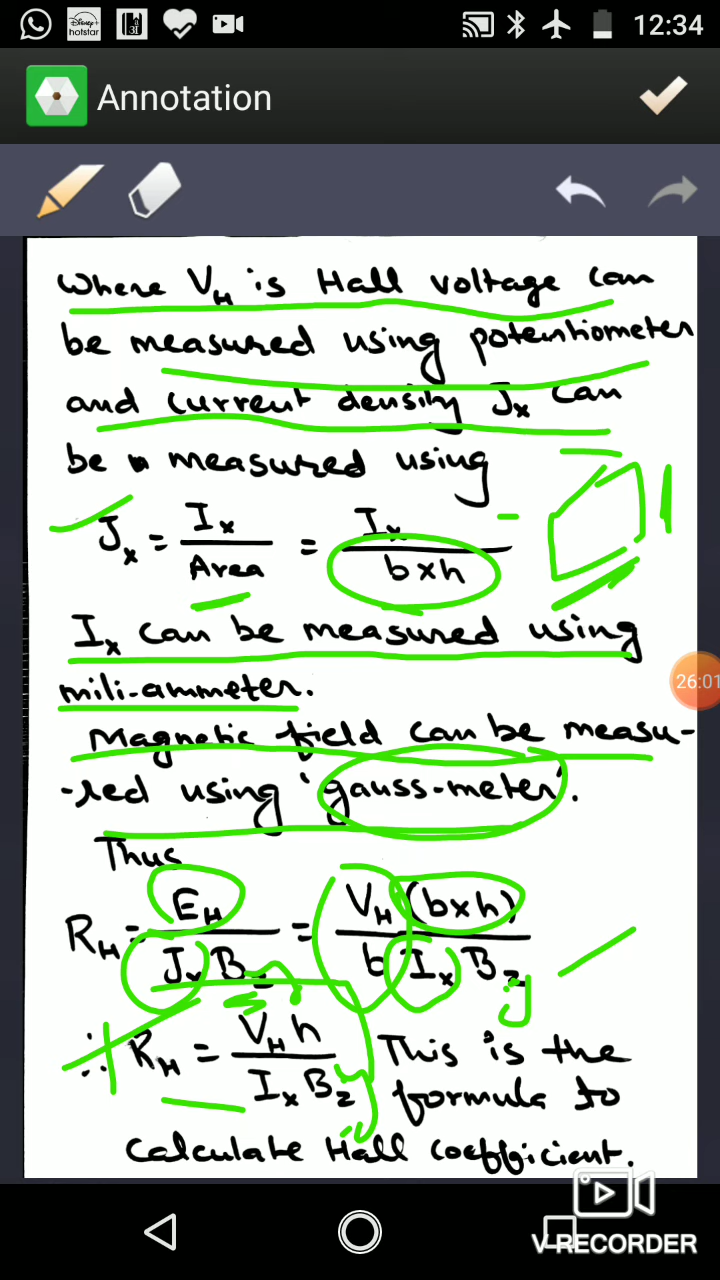 Disney+
hotstar
31
12:34
Annotation
Where V_H is Hall voltage can
be measured using potentiometer
and current density J_x can
be measured using
J_x = I_x / Area = I_x / b×h
I_x can be measured using
mili-ammeter.
Magnetic field can be measu-
-red using 'gauss-meter'.
26:01
Thus
R_H = E_H / J_x B_z = V_H (b×h) / b I_x B_z
y
∴ R_H = V_H h / I_x B_z This is the
y formula to
calculate Hall coefficient.
V RECORDER